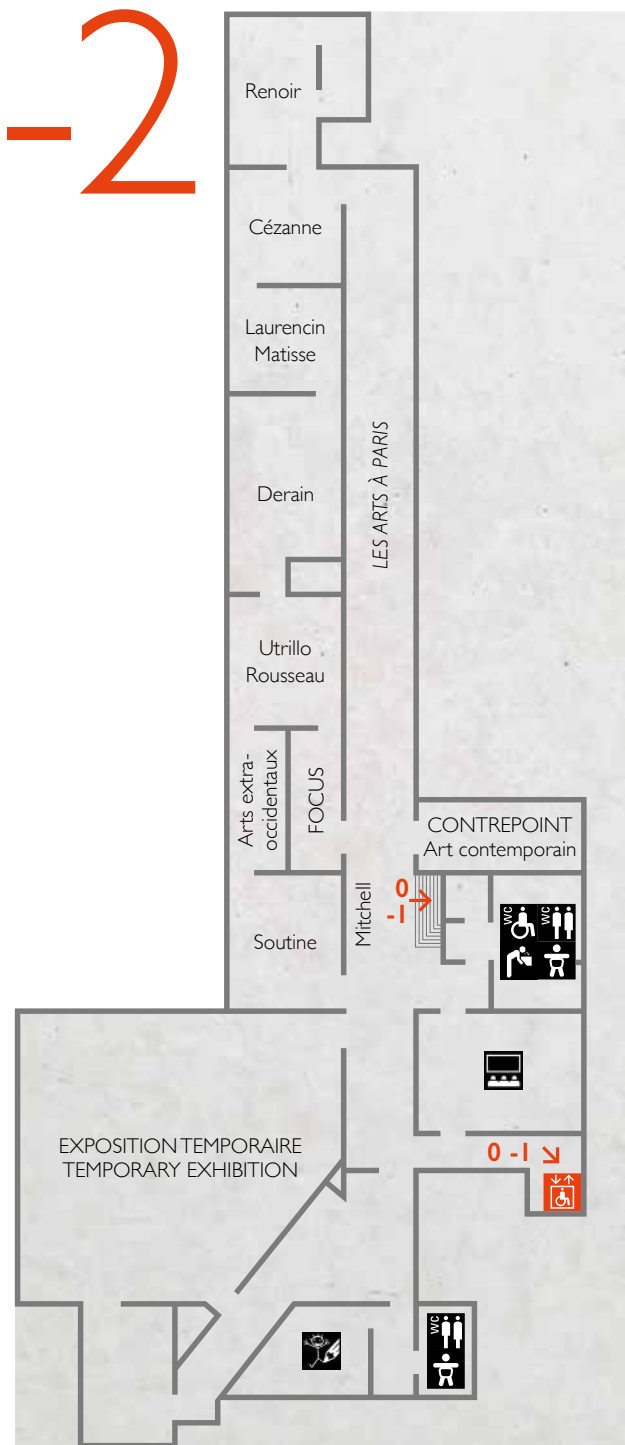 -2
Renoir
Cézanne
Laurencin
Matisse
Derain
LES ARTS À PARIS
Utrillo
Rousseau
Arts extra-
occidentaux
FOCUS
CONTREPOINT
Art contemporain
Soutine
Mitchell
0
-1
WC
WC
EXPOSITION TEMPORAIRE
TEMPORARY EXHIBITION
0 -1
WC